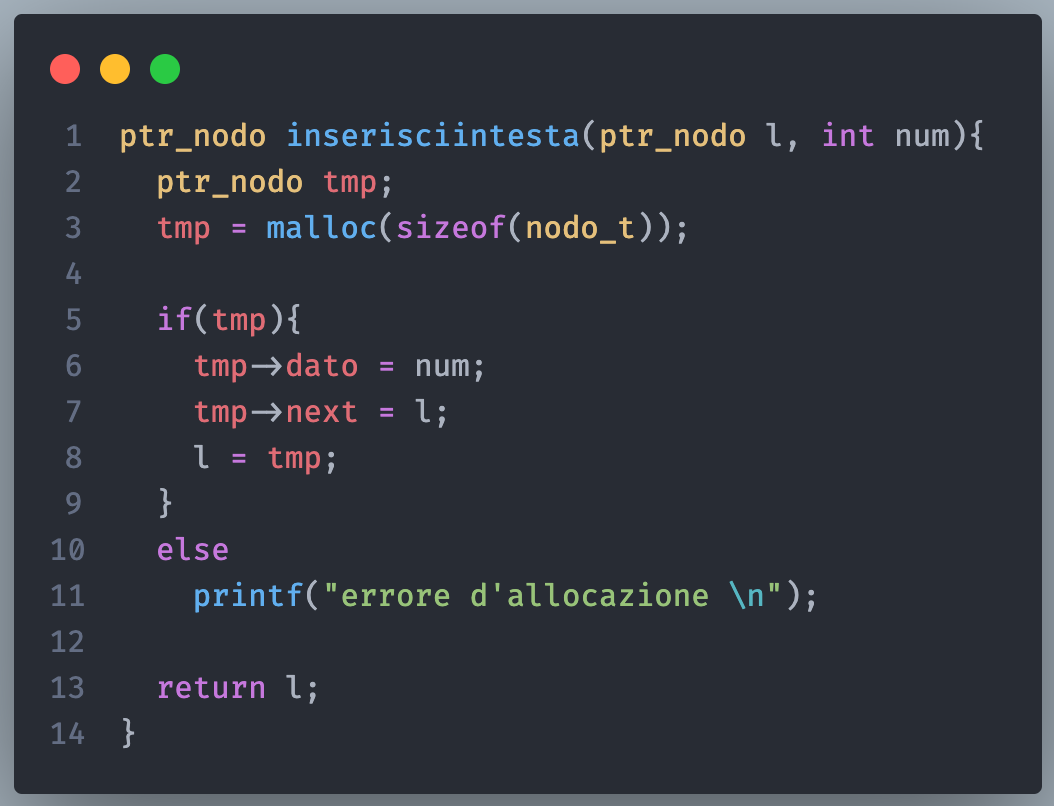 1 ptr_nodo inserisciintesta(ptr_nodo l, int num){
2 ptr_nodo tmp;
3 tmp = malloc(sizeof(nodo_t));
4
5 if(tmp){
6 tmp->dato = num;
7 tmp->next = l;
8 l = tmp;
9 }
10 else
11 printf("errore d'allocazione \n");
12
13 return l;
14 }